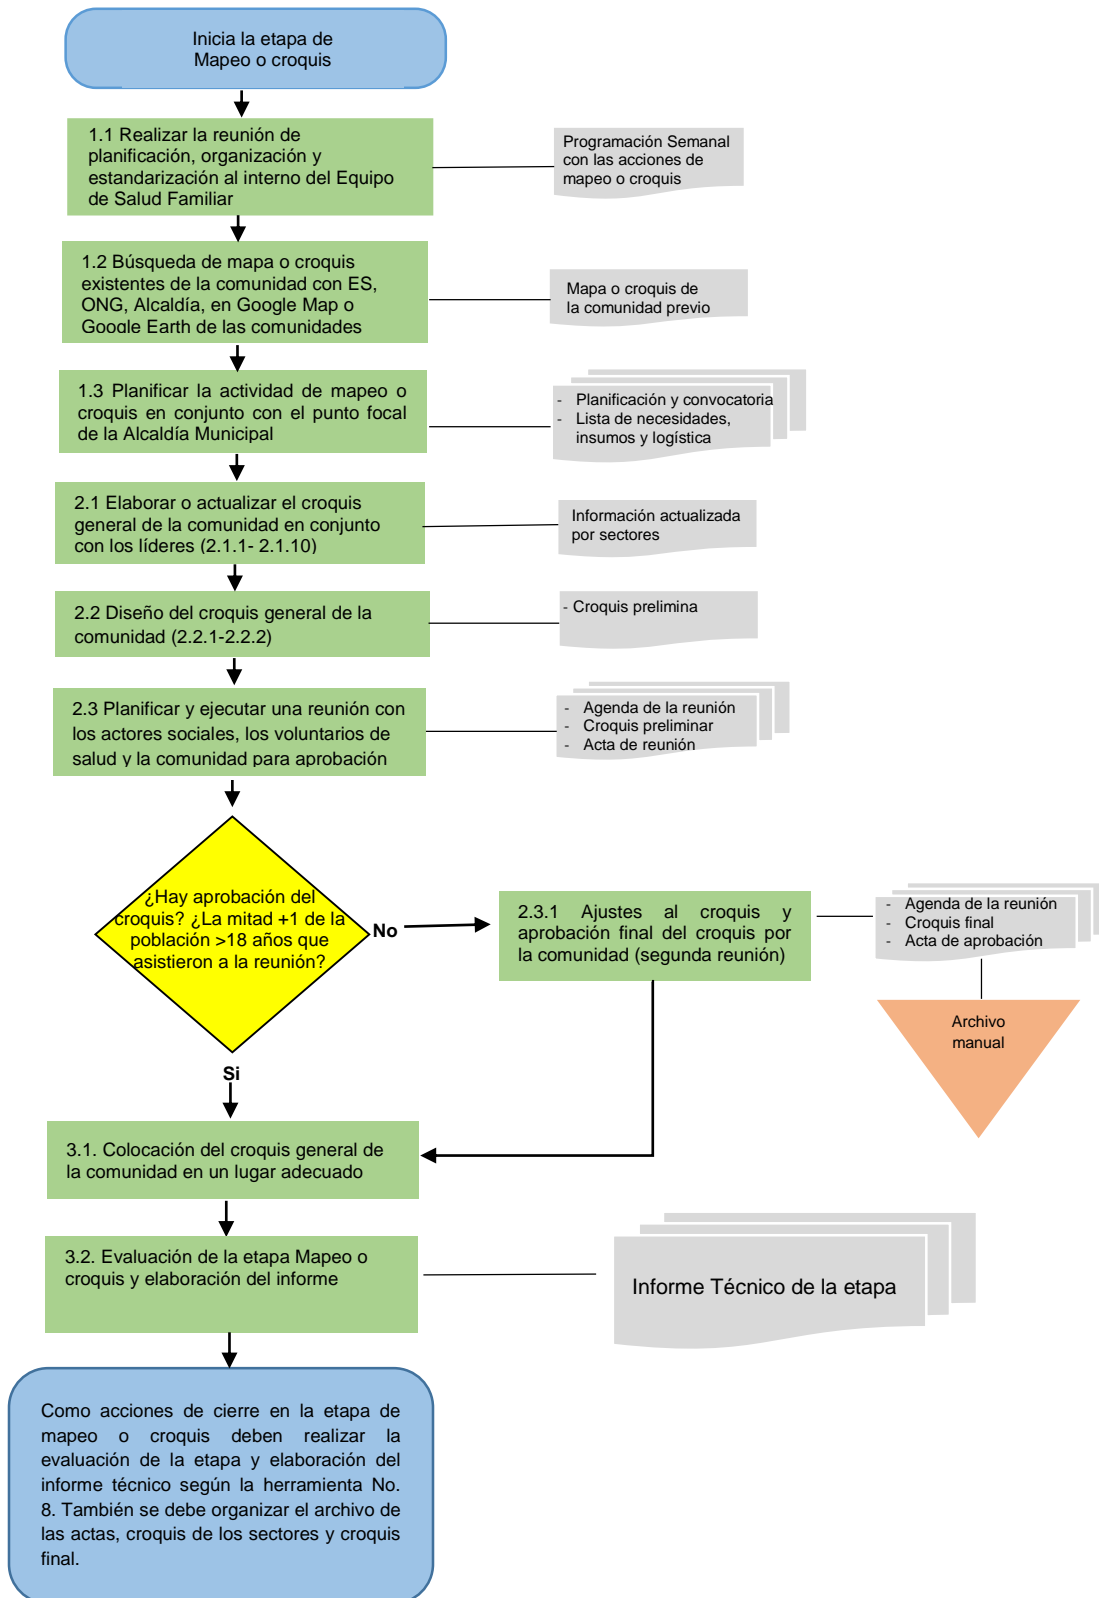 Inicia la etapa de
Mapeo o croquis
1.1 Realizar la reunión de
planificación, organización y
estandarización al interno del Equipo
de Salud Familiar
Programación Semanal
con las acciones de
mapeo o croquis
1.2 Búsqueda de mapa o croquis
existentes de la comunidad con ES,
ONG, Alcaldía, en Google Map o
Google Earth de las comunidades
Mapa o croquis de
la comunidad previo
1.3 Planificar la actividad de mapeo o
croquis en conjunto con el punto focal
de la Alcaldía Municipal
- Planificación y convocatoria
- Lista de necesidades,
insumos y logística
2.1 Elaborar o actualizar el croquis
general de la comunidad en conjunto
con los líderes (2.1.1- 2.1.10)
Información actualizada
por sectores
2.2 Diseño del croquis general de la
comunidad (2.2.1-2.2.2)
- Croquis prelimina
2.3 Planificar y ejecutar una reunión con
los actores sociales, los voluntarios de
salud y la comunidad para aprobación
- Agenda de la reunión
- Croquis preliminar
- Acta de reunión
¿Hay aprobación del
croquis? ¿La mitad +1 de la
población >18 años que
asistieron a la reunión?
No
2.3.1 Ajustes al croquis y
aprobación final del croquis por
la comunidad (segunda reunión)
- Agenda de la reunión
- Croquis final
- Acta de aprobación
Archivo
manual
Si
3.1. Colocación del croquis general de
la comunidad en un lugar adecuado
3.2. Evaluación de la etapa Mapeo o
croquis y elaboración del informe
Informe Técnico de la etapa
Como acciones de cierre en la etapa de
mapeo o croquis deben realizar la
evaluación de la etapa y elaboración del
informe técnico según la herramienta No.
8. También se debe organizar el archivo de
las actas, croquis de los sectores y croquis
final.